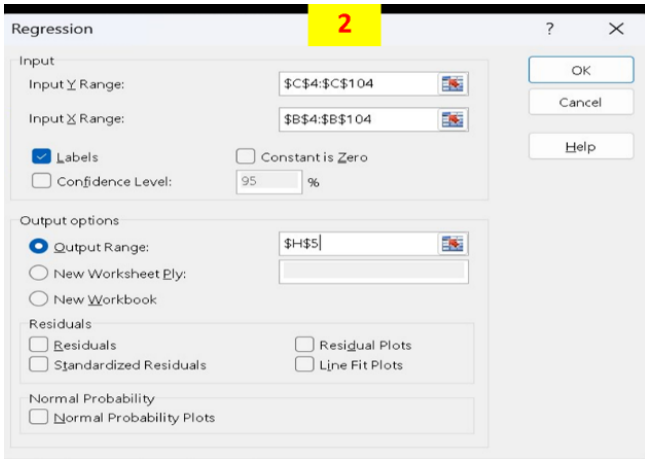 2
Regression ? ✕
Input
Input Y Range: $C$4:$C$104
Input X Range: $B$4:$B$104
Labels Constant is Zero
Confidence Level: 95 %
OK
Cancel
Help
Output options
Output Range: $H$5
New Worksheet Ply:
New Workbook
Residuals
Residuals Residual Plots
Standardized Residuals Line Fit Plots
Normal Probability
Normal Probability Plots